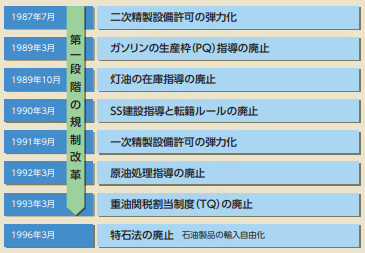 1987年7月 二次精製設備許可の弾力化
1989年3月 ガソリンの生産枠(PQ)指導の廃止
1989年10月 灯油の在庫指導の廃止
1990年3月 SS建設指導と転籍ルールの廃止
1991年9月 一次精製設備許可の弾力化
1992年3月 原油処理指導の廃止
1993年3月 重油関税割当制度(TQ)の廃止
1996年3月 特石法の廃止 石油製品の輸入自由化
第一段階の規制改革